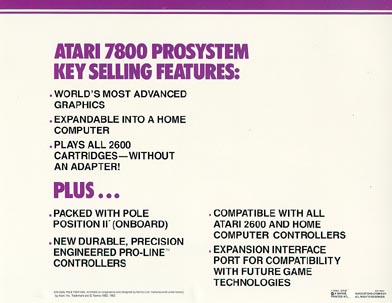 ATARI 7800 PROSYSTEM
KEY SELLING FEATURES:
• WORLD'S MOST ADVANCED
GRAPHICS
• EXPANDABLE INTO A HOME
COMPUTER
• PLAYS ALL 2600
CARTRIDGES—WITHOUT
AN ADAPTER!
PLUS...
• PACKED WITH POLE
POSITION II* (ONBOARD)
• NEW DURABLE, PRECISION
ENGINEERED PRO-LINE™
CONTROLLERS
• COMPATIBLE WITH ALL
ATARI 2600 AND HOME
COMPUTER CONTROLLERS
• EXPANSION INTERFACE
PORT FOR COMPATIBILITY
WITH FUTURE GAME
TECHNOLOGIES